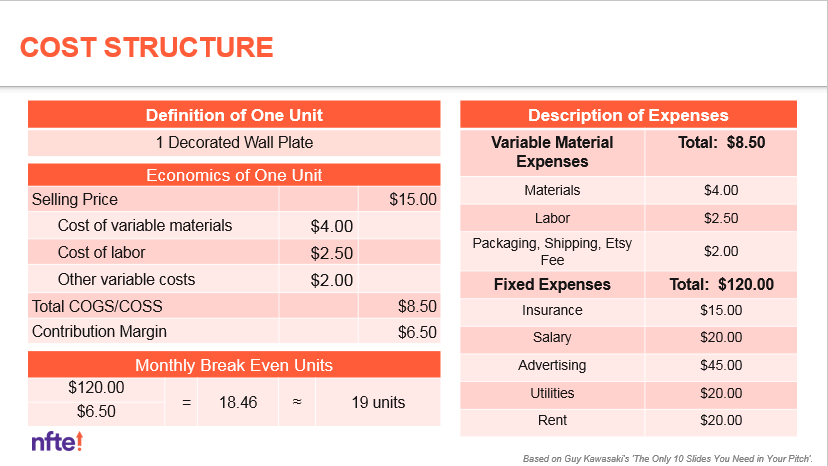 COST STRUCTURE
Definition of One Unit
1 Decorated Wall Plate
Economics of One Unit
Selling Price $15.00
Cost of variable materials $4.00
Cost of labor $2.50
Other variable costs $2.00
Total COGS/COSS $8.50
Contribution Margin $6.50
Monthly Break Even Units
$120.00
$6.50
= 18.46 ≈ 19 units
Description of Expenses
Variable Material
Expenses
Total: $8.50
Materials $4.00
Labor $2.50
Packaging, Shipping, Etsy
Fee
$2.00
Fixed Expenses Total: $120.00
Insurance $15.00
Salary $20.00
Advertising $45.00
Utilities $20.00
Rent $20.00
nfte!
Based on Guy Kawasaki's 'The Only 10 Slides You Need in Your Pitch'.